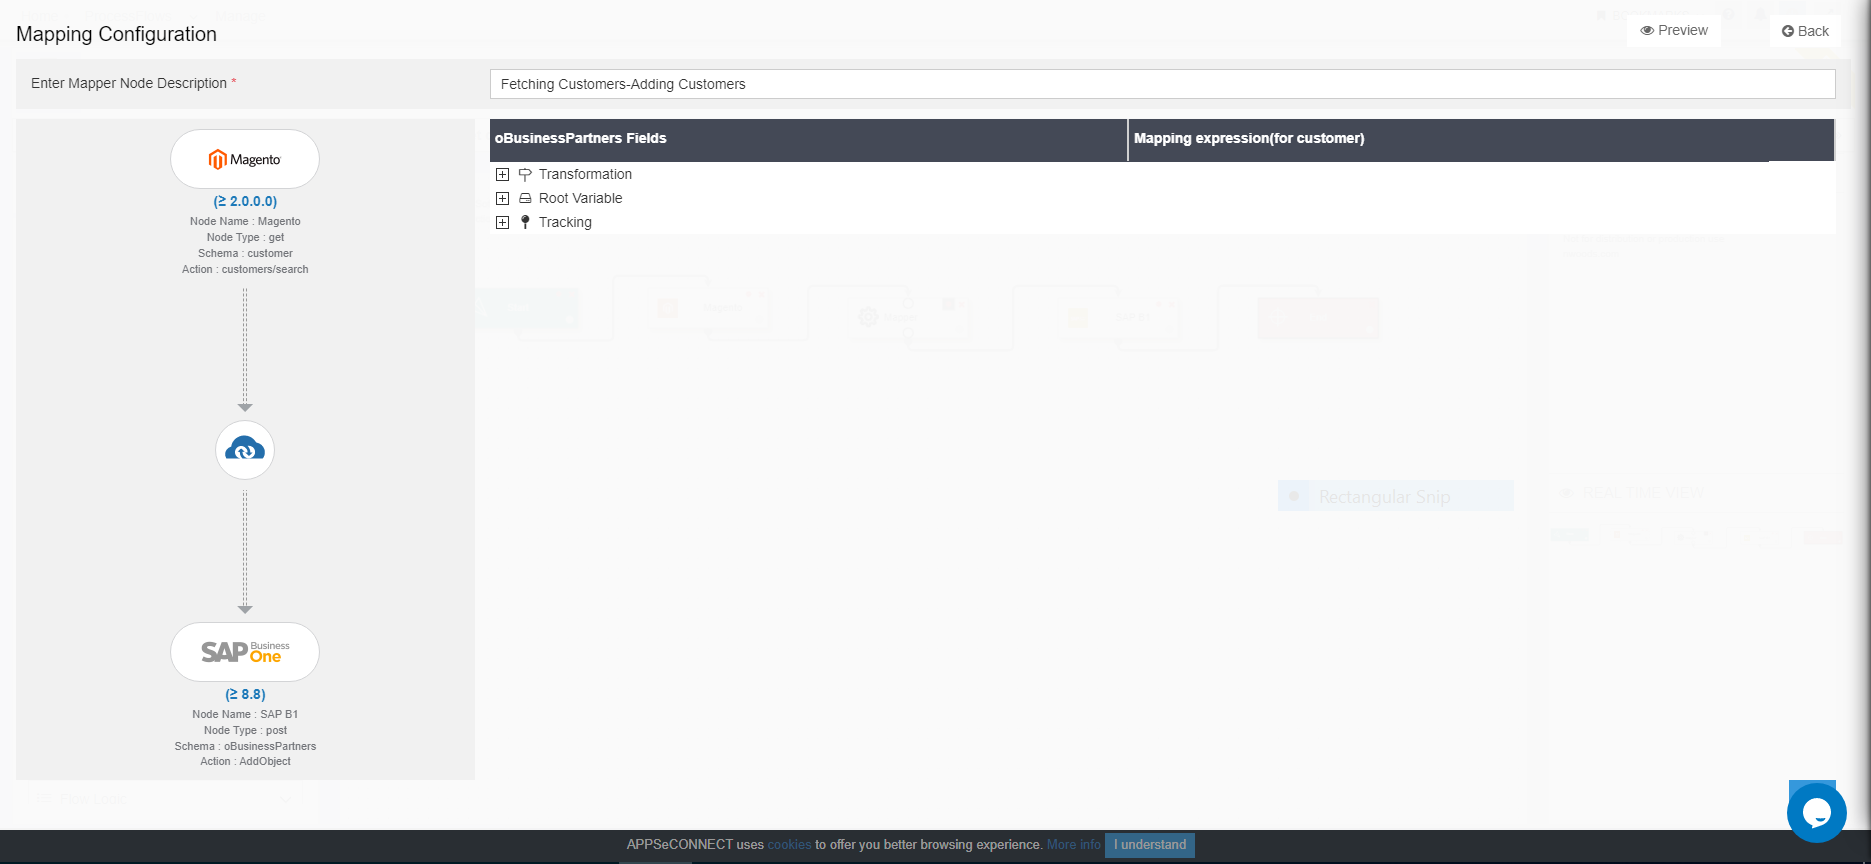 Mapping Configuration
Preview
Back
Enter Mapper Node Description *
Fetching Customers-Adding Customers
Magento
(≥ 2.0.0.0)
Node Name : Magento
Node Type : get
Schema : customer
Action : customers/search
oBusinessPartners Fields
Mapping expression(for customer)
Transformation
Root Variable
Tracking
Rectangular Snip
REAL TIME VIEW
SAP Business One
(≥ 8.8)
Node Name : SAP B1
Node Type : post
Schema : oBusinessPartners
Action : AddObject
APPSeCONNECT uses cookies to offer you better browsing experience. More info I understand